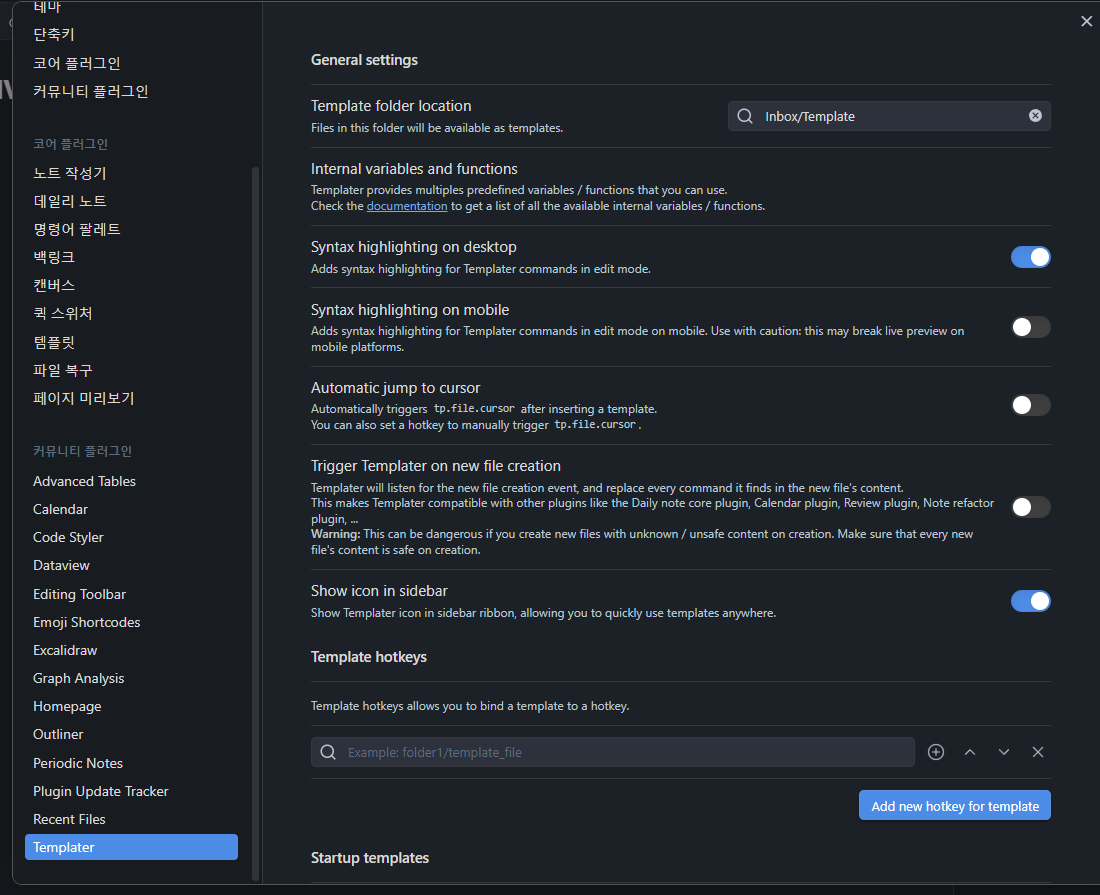 테마
단축키
코어 플러그인
커뮤니티 플러그인
코어 플러그인
노트 작성기
데일리 노트
명령어 팔레트
백링크
캔버스
퀵 스위처
템플릿
파일 복구
페이지 미리보기
커뮤니티 플러그인
Advanced Tables
Calendar
Code Styler
Dataview
Editing Toolbar
Emoji Shortcodes
Excalidraw
Graph Analysis
Homepage
Outliner
Periodic Notes
Plugin Update Tracker
Recent Files
Templater
General settings
Template folder location
Files in this folder will be available as templates.
Inbox/Template
Internal variables and functions
Templater provides multiples predefined variables / functions that you can use.
Check the documentation to get a list of all the available internal variables / functions.
Syntax highlighting on desktop
Adds syntax highlighting for Templater commands in edit mode.
Syntax highlighting on mobile
Adds syntax highlighting for Templater commands in edit mode on mobile. Use with caution: this may break live preview on
mobile platforms.
Automatic jump to cursor
Automatically triggers tp.file.cursor after inserting a template.
You can also set a hotkey to manually trigger tp.file.cursor.
Trigger Templater on new file creation
Templater will listen for the new file creation event, and replace every command it finds in the new file's content.
This makes Templater compatible with other plugins like the Daily note core plugin, Calendar plugin, Review plugin, Note refactor
plugin, …
Warning: This can be dangerous if you create new files with unknown / unsafe content on creation. Make sure that every new
file's content is safe on creation.
Show icon in sidebar
Show Templater icon in sidebar ribbon, allowing you to quickly use templates anywhere.
Template hotkeys
Template hotkeys allows you to bind a template to a hotkey.
Example: folder1/template_file
Add new hotkey for template
Startup templates